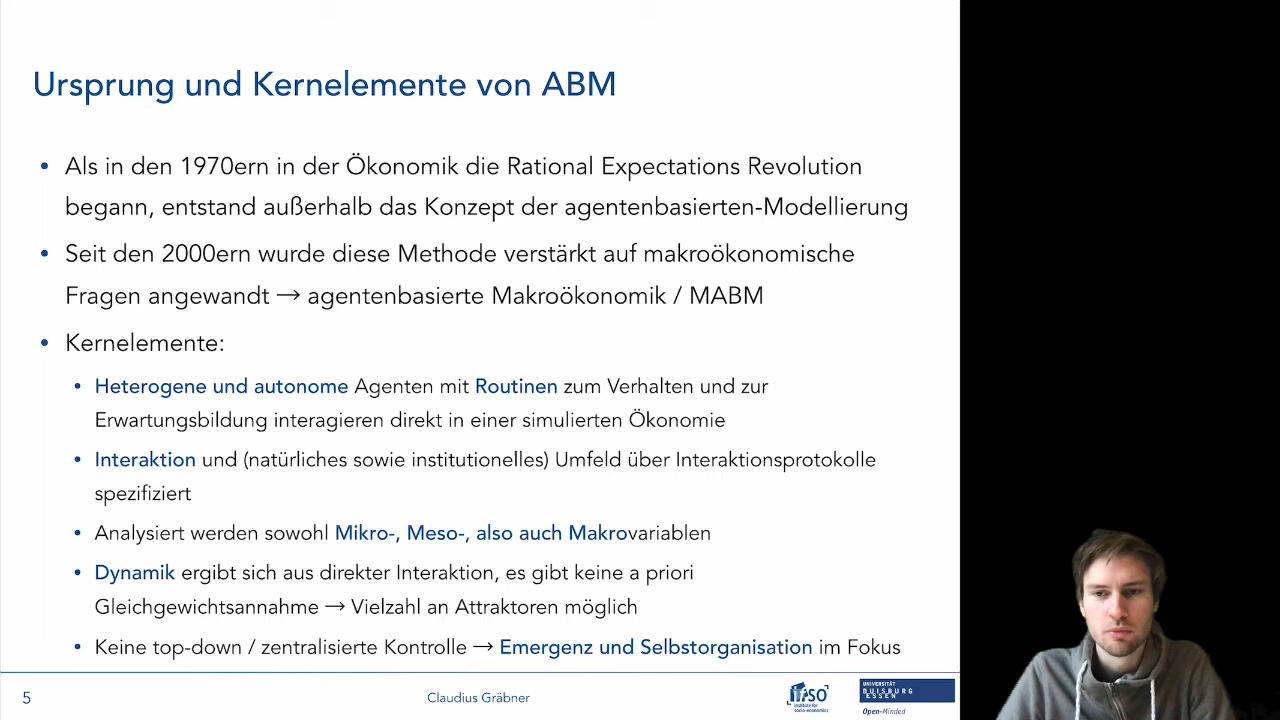 Ursprung und Kernelemente von ABM
• Als in den 1970ern in der Ökonomik die Rational Expectations Revolution
begann, entstand außerhalb das Konzept der agentenbasierten-Modellierung
• Seit den 2000ern wurde diese Methode verstärkt auf makroökonomische
Fragen angewandt → agentenbasierte Makroökonomik / MABM
• Kernelemente:
• Heterogene und autonome Agenten mit Routinen zum Verhalten und zur
Erwartungsbildung interagieren direkt in einer simulierten Ökonomie
• Interaktion und (natürliches sowie institutionelles) Umfeld über Interaktionsprotokolle
spezifiziert
• Analysiert werden sowohl Mikro-, Meso-, also auch Makrovariablen
• Dynamik ergibt sich aus direkter Interaktion, es gibt keine a priori
Gleichgewichtsannahme → Vielzahl an Attraktoren möglich
• Keine top-down / zentralisierte Kontrolle → Emergenz und Selbstorganisation im Fokus
5
Claudius Gräbner
ifso
institute for
socio-economics
UNIVERSITÄT
DUISBURG
ESSEN
Open-Minded